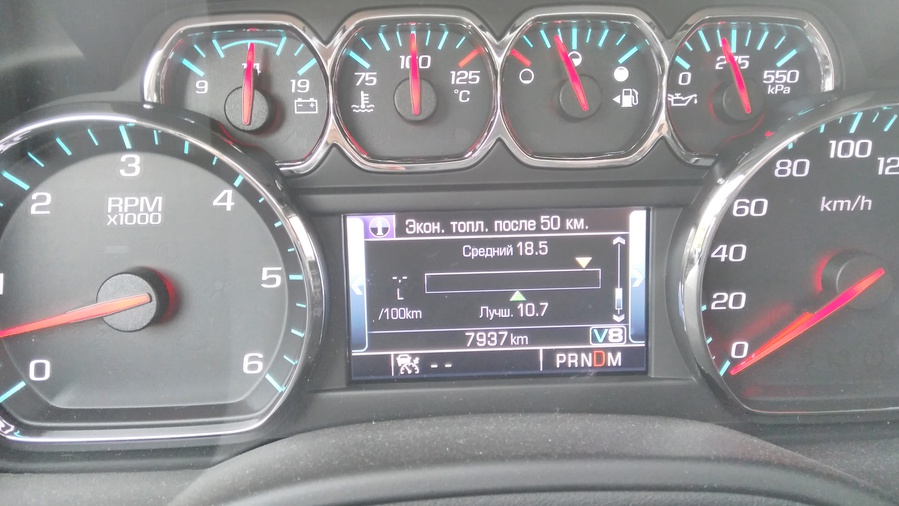 9 14 19
75 100 125
°C
0 275 550
kPa
1 2 3 4 5 6 0
RPM
x1000
Экон. топл. после 50 км.
Средний 18.5
-.-
L
/100km
Лучш. 10.7
7937 km
V8
-- PRNDM
0 20 40 60 80 100
km/h